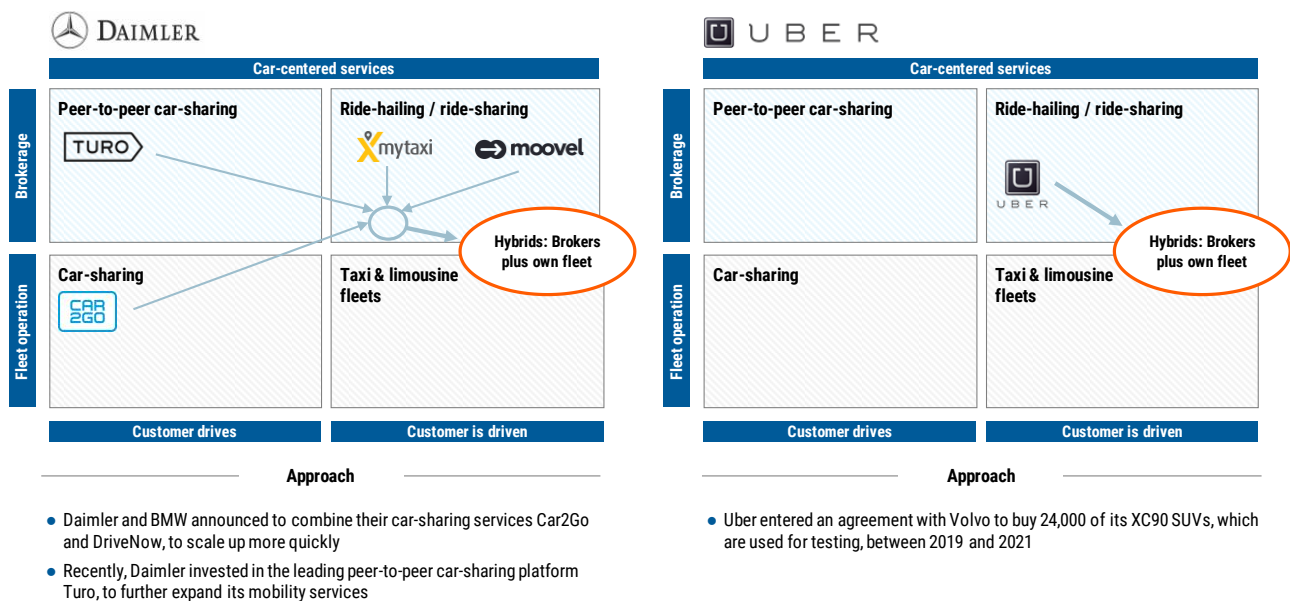 DAIMLER
Car-centered services
Brokerage
Fleet operation
Peer-to-peer car-sharing
TURO
Ride-hailing / ride-sharing
mytaxi
moovel
Hybrids: Brokers
plus own fleet
Car-sharing
CAR
2GO
Taxi & limousine
fleets
Customer drives
Customer is driven
Approach
● Daimler and BMW announced to combine their car-sharing services Car2Go
and DriveNow, to scale up more quickly
● Recently, Daimler invested in the leading peer-to-peer car-sharing platform
Turo, to further expand its mobility services
U UBER
Car-centered services
Brokerage
Fleet operation
Peer-to-peer car-sharing
Ride-hailing / ride-sharing
U
UBER
Hybrids: Brokers
plus own fleet
Car-sharing
Taxi & limousine
fleets
Customer drives
Customer is driven
Approach
● Uber entered an agreement with Volvo to buy 24,000 of its XC90 SUVs, which
are used for testing, between 2019 and 2021